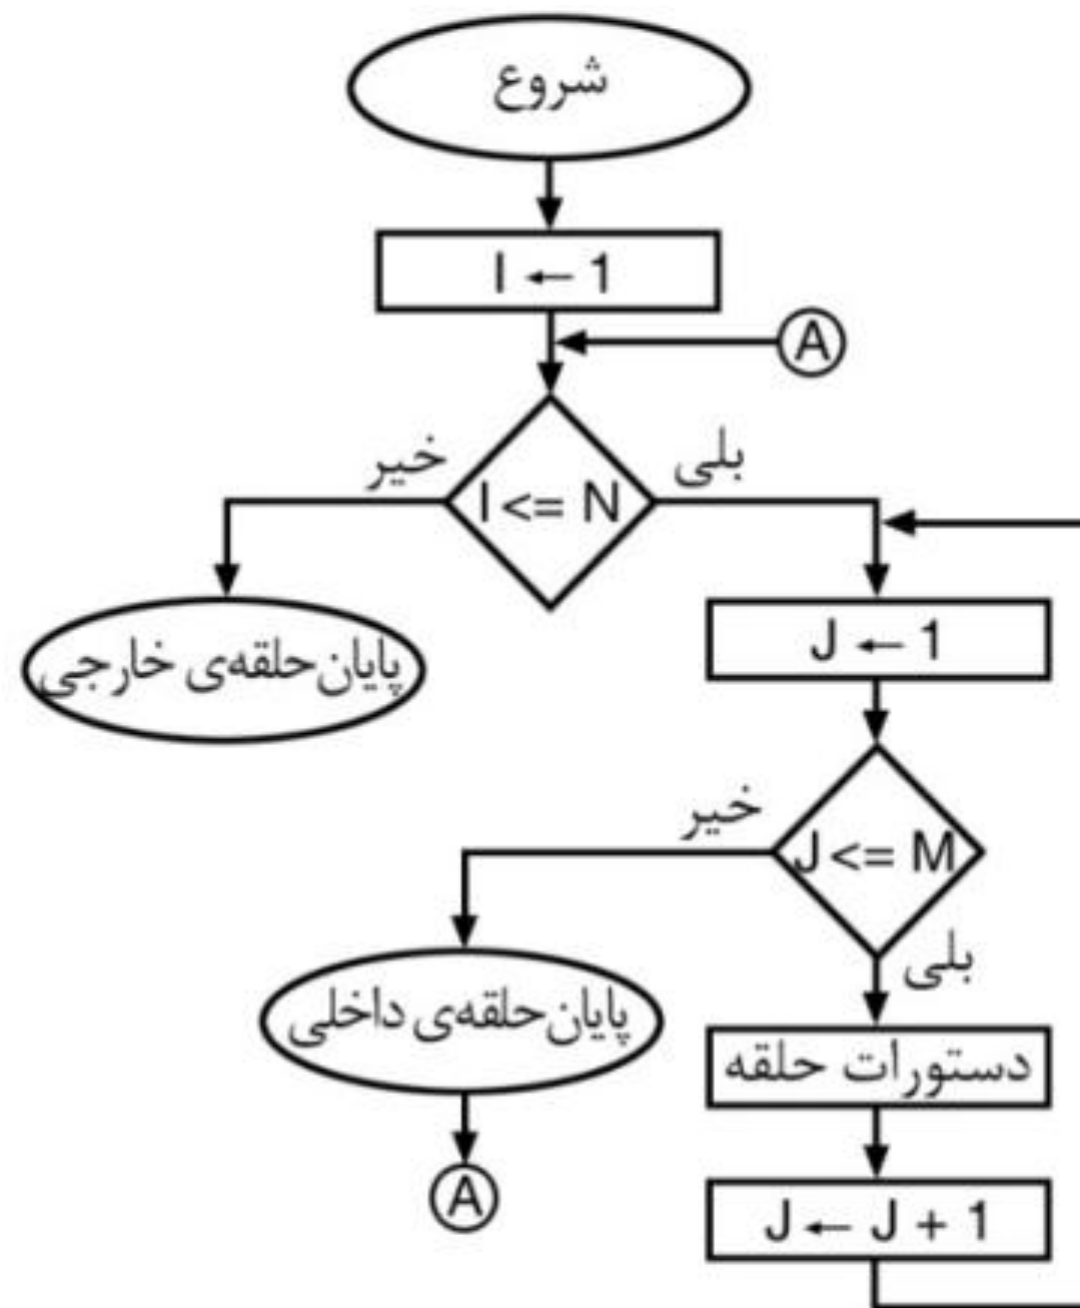 شروع
I ← 1
A
خیر
بلی
I <= N
پایان حلقه‌ی خارجی
J ← 1
خیر
J <= M
بلی
پایان حلقه‌ی داخلی
دستورات حلقه
A
J ← J + 1